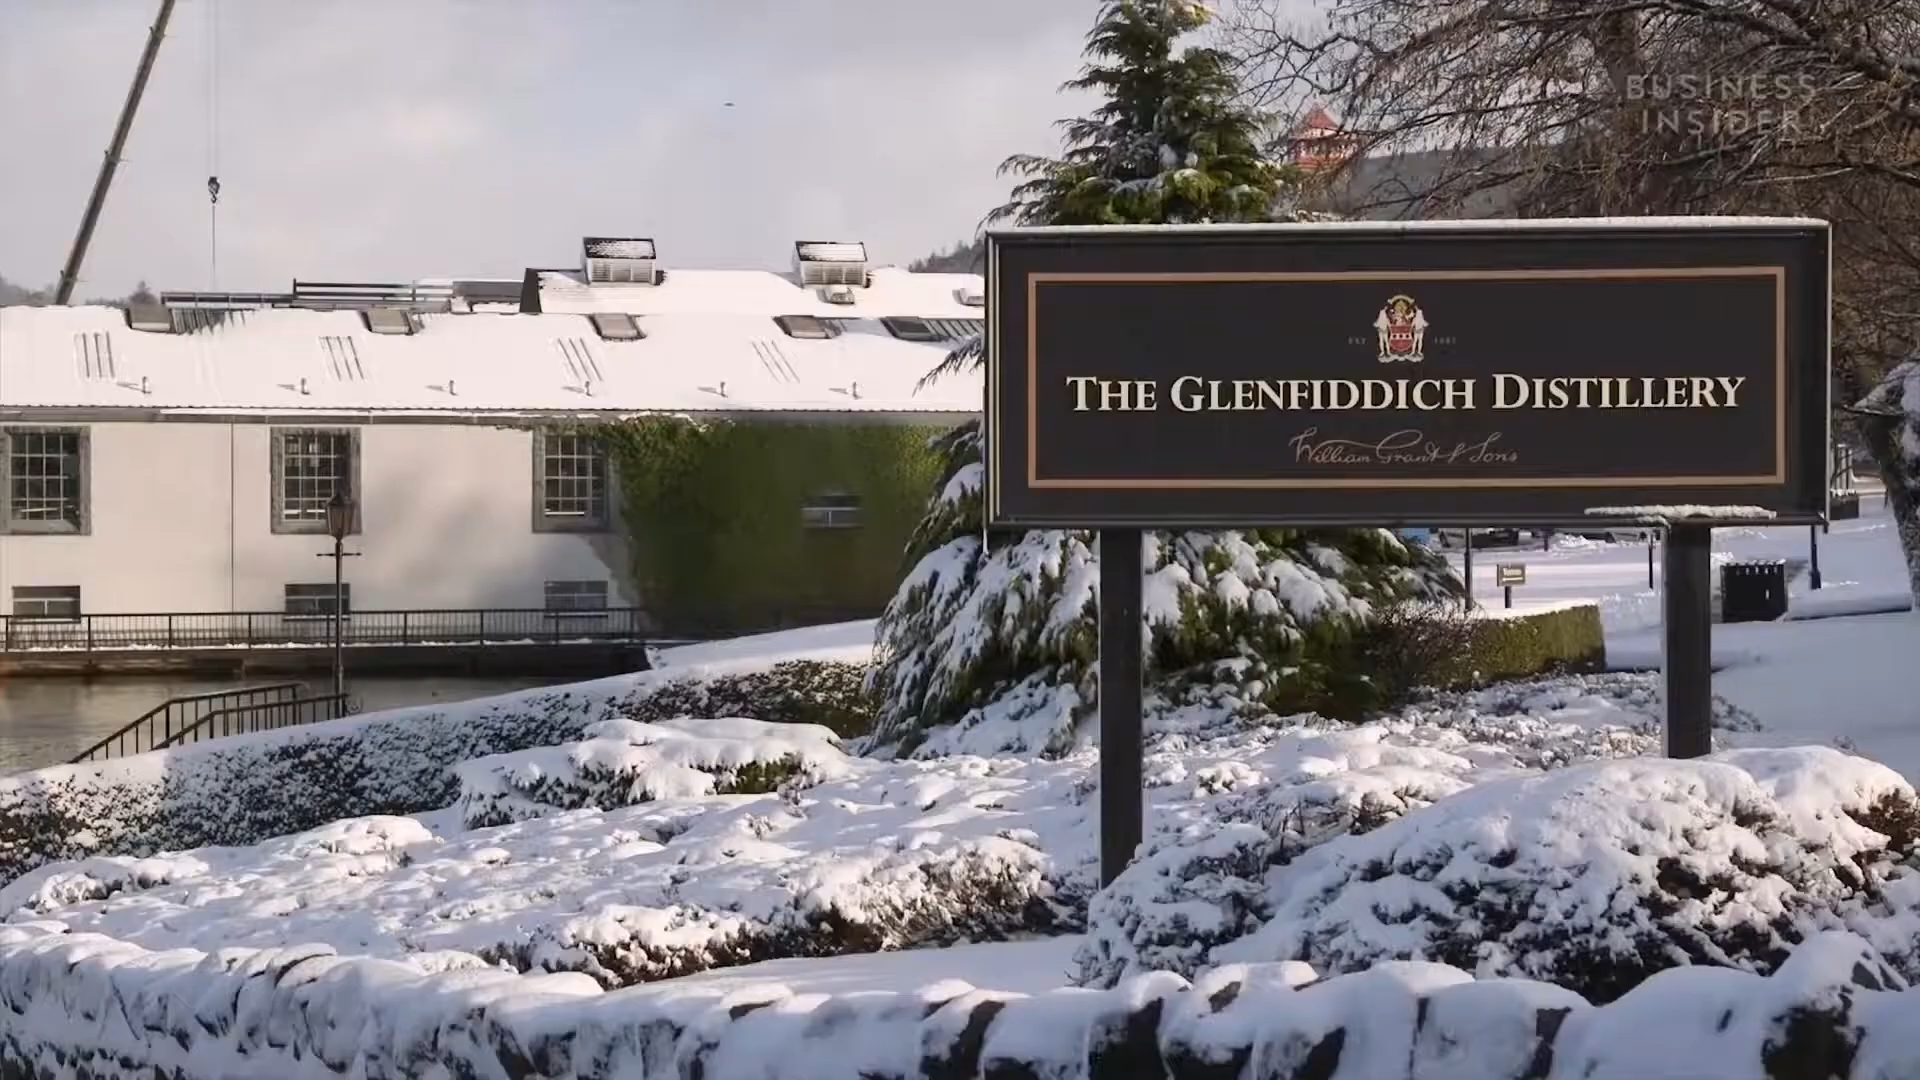 BUSINESS
INSIDER
THE GLENFIDDICH DISTILLERY
William Grant & Sons